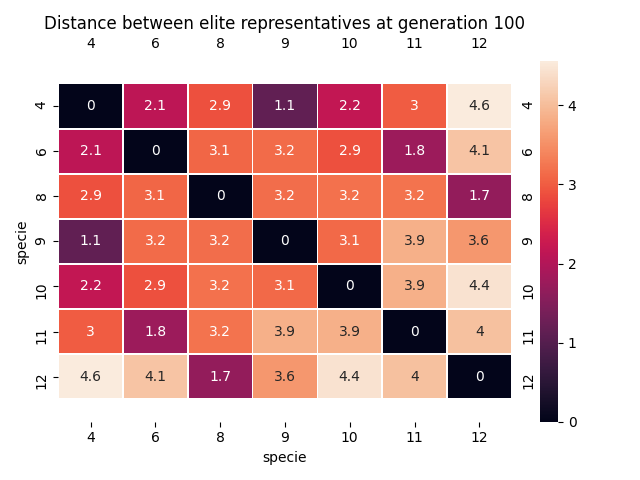 Distance between elite representatives at generation 100
4 6 8 9 10 11 12
4 0 2.1 2.9 1.1 2.2 3 4.6 4
6 2.1 0 3.1 3.2 2.9 1.8 4.1 6
8 2.9 3.1 0 3.2 3.2 3.2 1.7 8
9 1.1 3.2 3.2 0 3.1 3.9 3.6 9
10 2.2 2.9 3.2 3.1 0 3.9 4.4 10
11 3 1.8 3.2 3.9 3.9 0 4 11
12 4.6 4.1 1.7 3.6 4.4 4 0 12
specie
4 6 8 9 10 11 12
specie
4
3
2
1
0